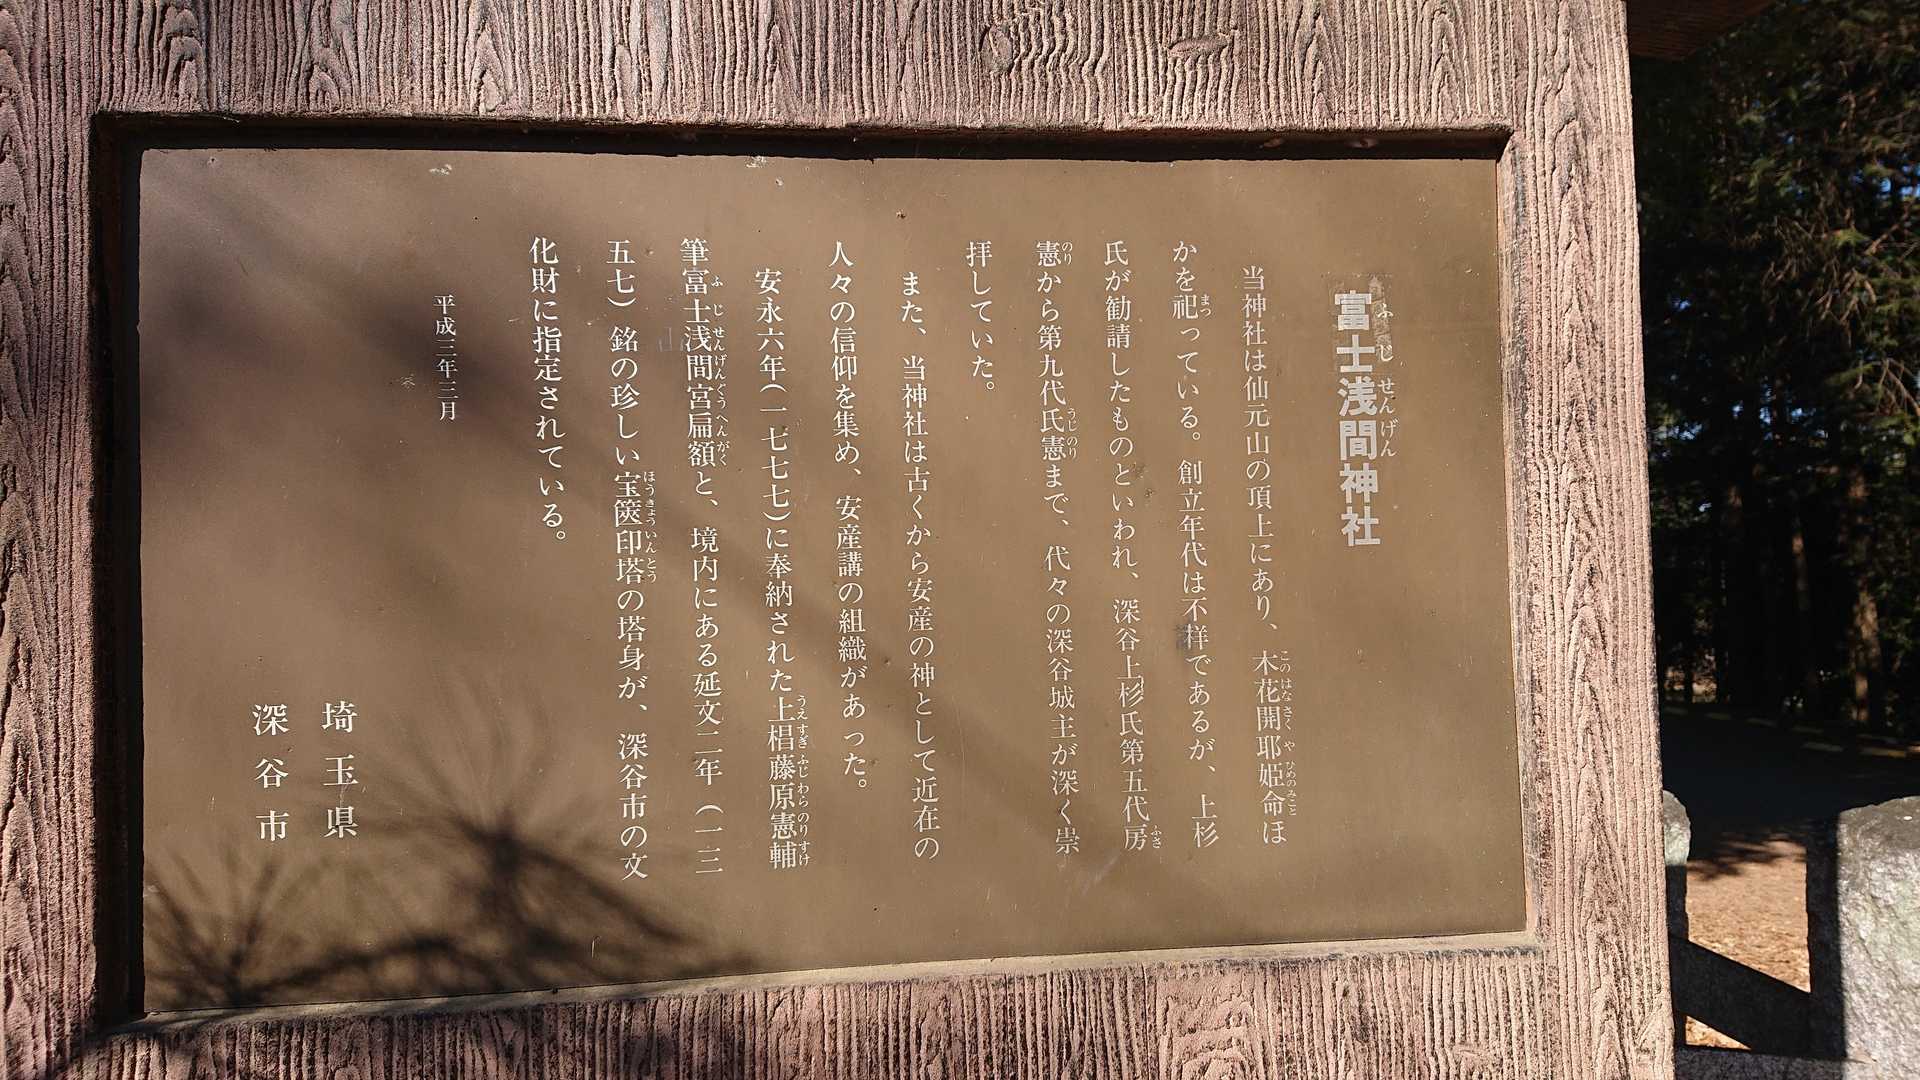 富士浅間神社
当神社は仙元山の頂上にあり、木花開耶姫命ほ
かを祀っている。創立年代は不祥であるが、上杉
氏が勧請したものといわれ、深谷上杉氏第五代房
憲から第九代氏憲まで、代々の深谷城主が深く崇
拝していた。
また、当神社は古くから安産の神として近在の
人々の信仰を集め、安産講の組織があった。
安永六年(一七七七)に奉納された上椙藤原憲輔
筆富士浅間宮扁額と、境内にある延文二年(一三
五七)銘の珍しい宝篋印塔の塔身が、深谷市の文
化財に指定されている。
平成三年三月
埼玉県
深谷市